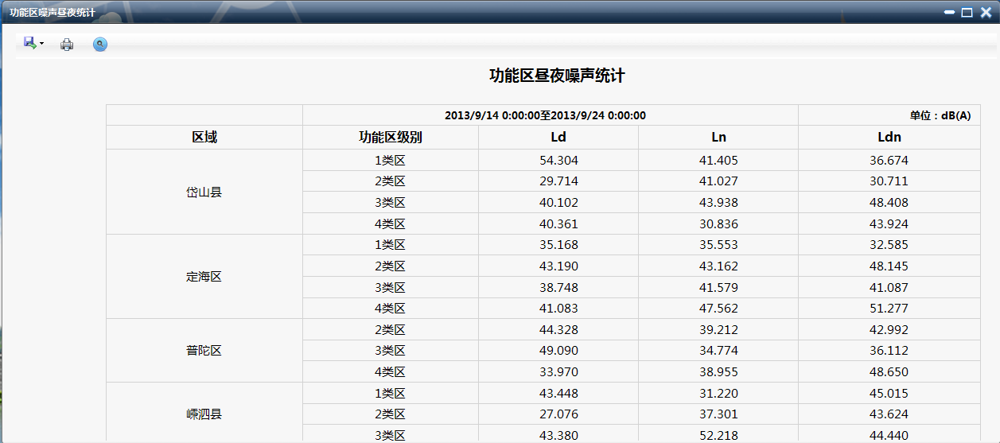 功能区噪声昼夜统计
功能区昼夜噪声统计
2013/9/14 0:00:00至2013/9/24 0:00:00 单位：dB(A)
区域 功能区级别 Ld Ln Ldn
岱山县
1类区 54.304 41.405 36.674
2类区 29.714 41.027 30.711
3类区 40.102 43.938 48.408
4类区 40.361 30.836 43.924
定海区
1类区 35.168 35.553 32.585
2类区 43.190 43.162 48.145
3类区 38.748 41.579 41.087
4类区 41.083 47.562 51.277
普陀区
2类区 44.328 39.212 42.992
3类区 49.090 34.774 36.112
4类区 33.970 38.955 48.650
嵊泗县
1类区 43.448 31.220 45.015
2类区 27.076 37.301 43.624
3类区 43.380 52.218 44.440